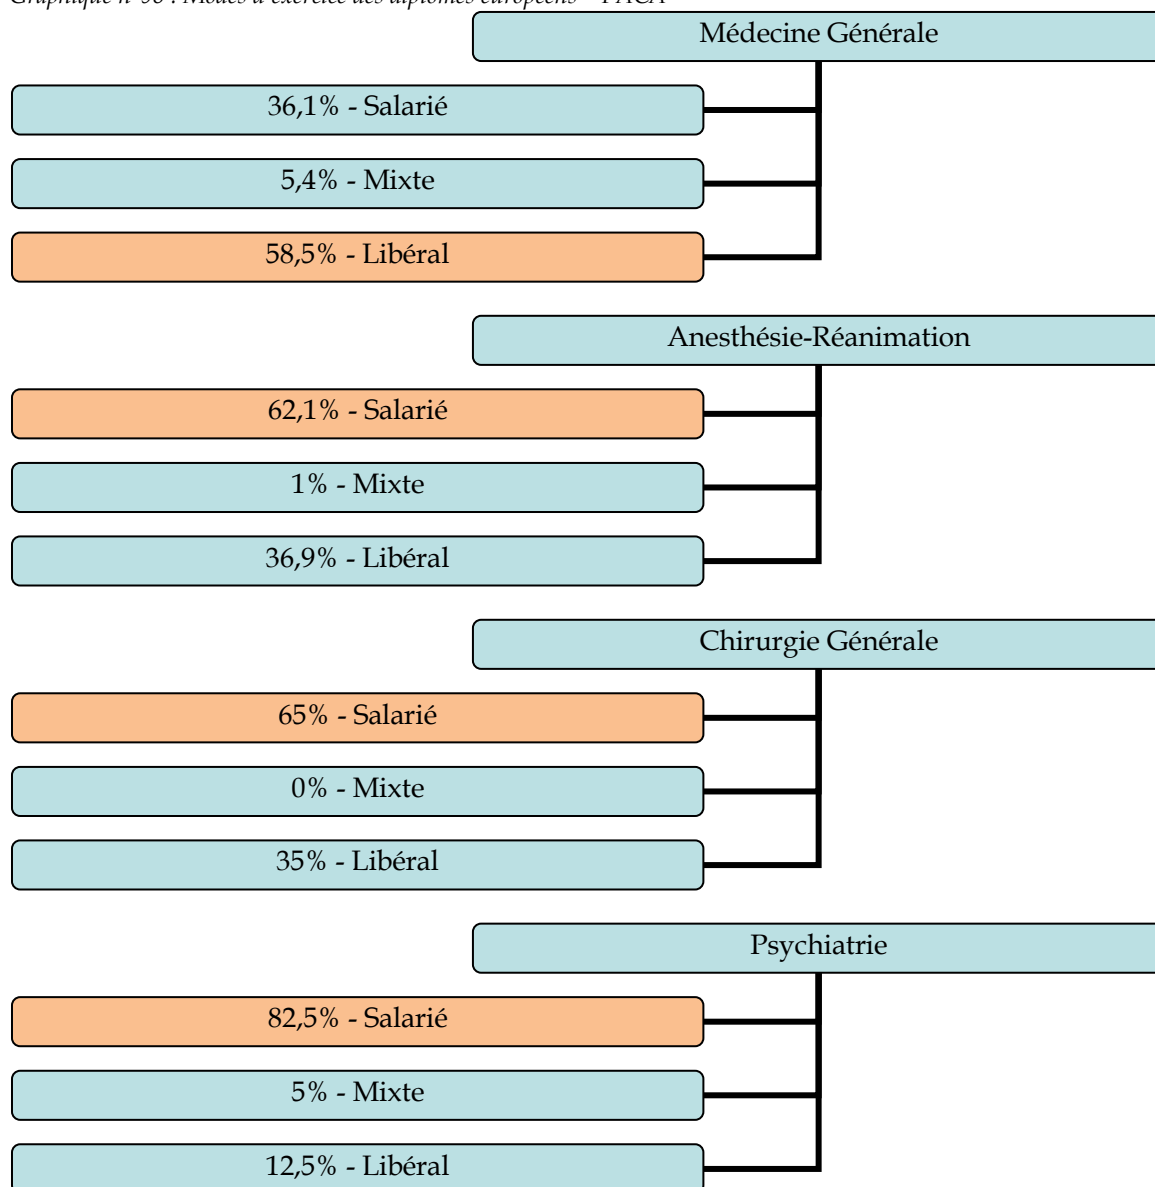 Médecine Générale
36,1% - Salarié
5,4% - Mixte
58,5% - Libéral
Anesthésie-Réanimation
62,1% - Salarié
1% - Mixte
36,9% - Libéral
Chirurgie Générale
65% - Salarié
0% - Mixte
35% - Libéral
Psychiatrie
82,5% - Salarié
5% - Mixte
12,5% - Libéral